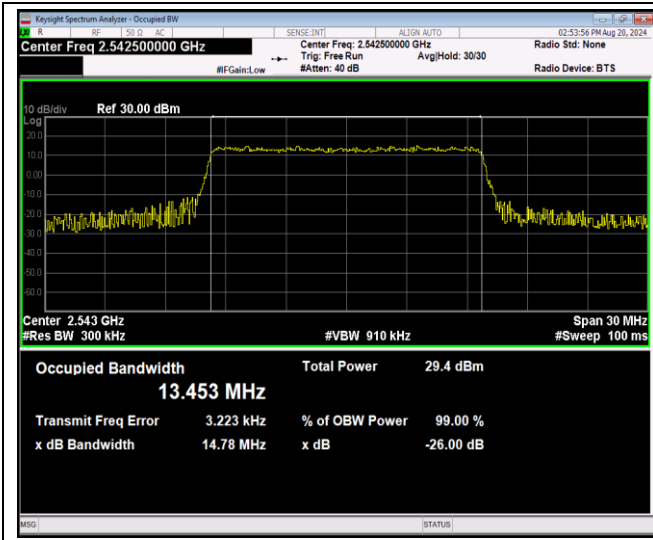 Keysight Spectrum Analyzer - Occupied BW
LXI R RF 50 Ω AC SENSE:INT ALIGN AUTO 02:53:56 PM Aug 20, 2024
Center Freq 2.542500000 GHz Center Freq: 2.542500000 GHz Radio Std: None
Trig: Free Run Avg|Hold: 30/30
#IFGain:Low #Atten: 40 dB Radio Device: BTS
10 dB/div Ref 30.00 dBm
Log
20.0
10.0
0.00
-10.0
-20.0
-30.0
-40.0
-50.0
-60.0
Center 2.543 GHz Span 30 MHz
#Res BW 300 kHz #VBW 910 kHz #Sweep 100 ms
Occupied Bandwidth Total Power 29.4 dBm
13.453 MHz
Transmit Freq Error 3.223 kHz % of OBW Power 99.00 %
x dB Bandwidth 14.78 MHz x dB -26.00 dB
MSG STATUS